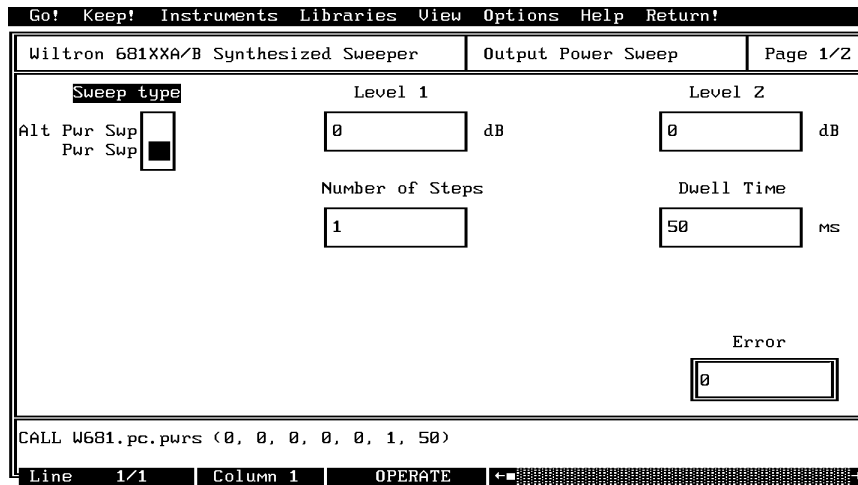 Go! Keep! Instruments Libraries View Options Help Return!
Wiltron 681XXA/B Synthesized Sweeper Output Power Sweep Page 1/2
Sweep type Level 1 Level 2
Alt Pwr Swp 0 dB 0 dB
Pwr Swp
Number of Steps Dwell Time
1 50 ms
Error
0
CALL W681.pc.pwrs (0, 0, 0, 0, 0, 1, 50)
Line 1/1 Column 1 OPERATE